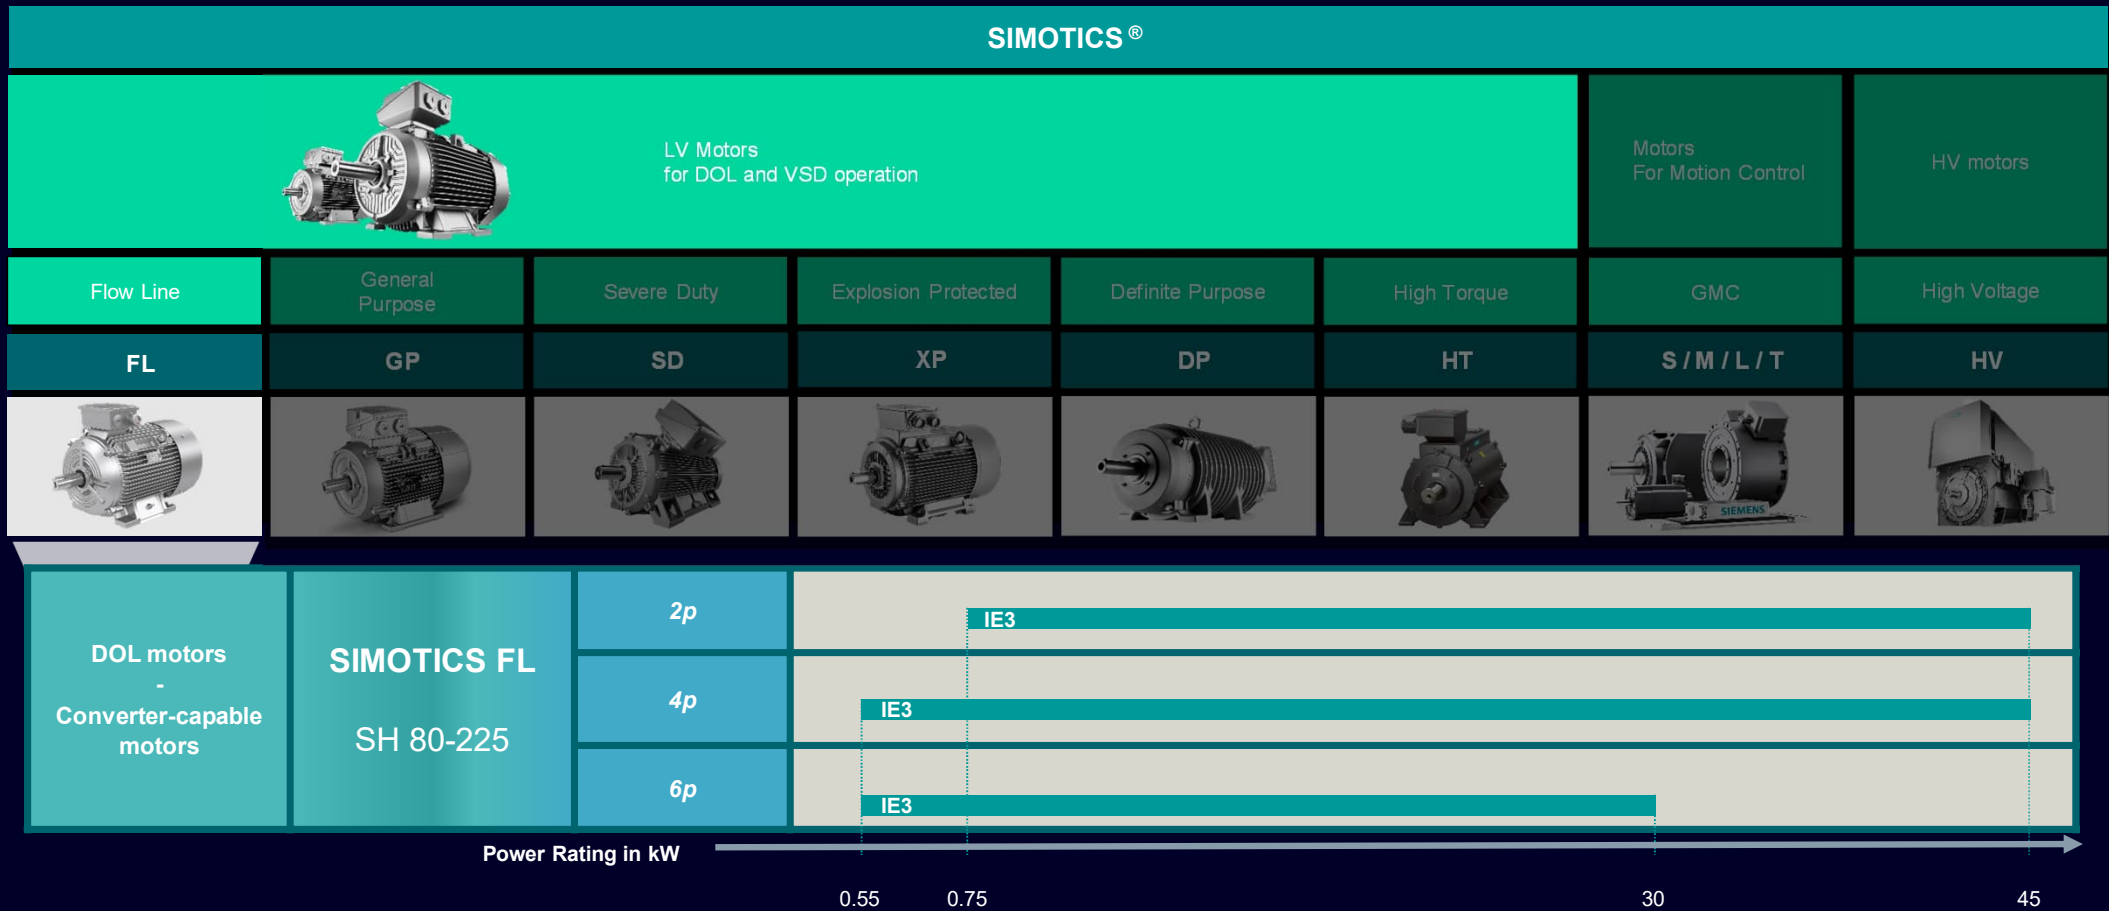 SIMOTICS ®
LV Motors
for DOL and VSD operation
Motors
For Motion Control
HV motors
Flow Line
General
Purpose
Severe Duty
Explosion Protected
Definite Purpose
High Torque
GMC
High Voltage
FL
GP
SD
XP
DP
HT
S / M / L / T
HV
SIEMENS
DOL motors
-
Converter-capable
motors
SIMOTICS FL
SH 80-225
2p
IE3
4p
IE3
6p
IE3
Power Rating in kW
0.55
0.75
30
45